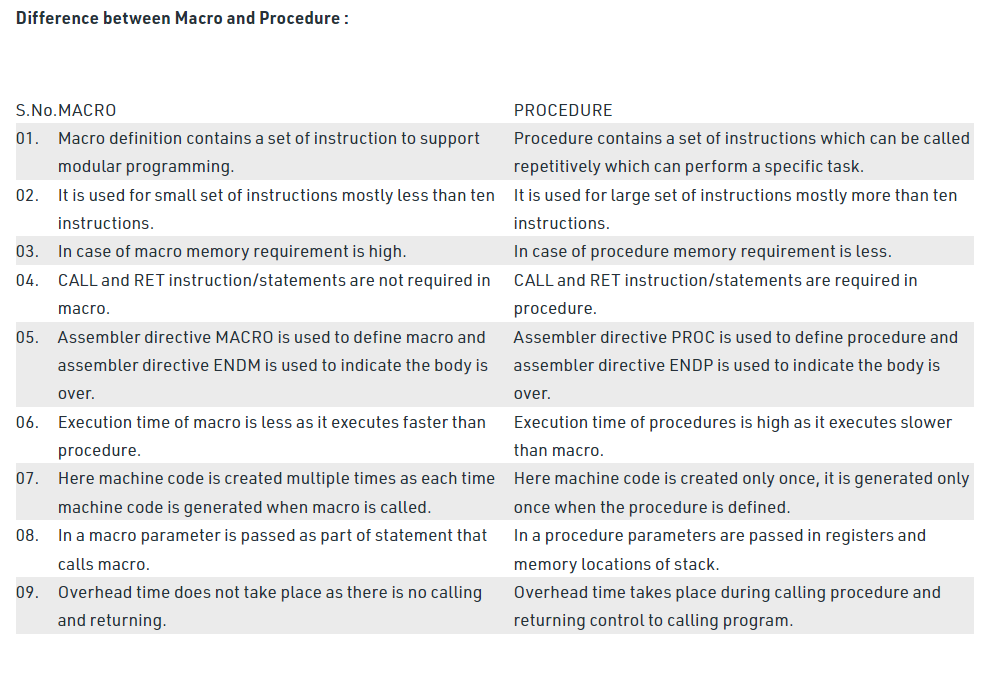 Difference between Macro and Procedure :
S.No. MACRO PROCEDURE
01. Macro definition contains a set of instruction to support Procedure contains a set of instructions which can be called
modular programming. repetitively which can perform a specific task.
02. It is used for small set of instructions mostly less than ten It is used for large set of instructions mostly more than ten
instructions. instructions.
03. In case of macro memory requirement is high. In case of procedure memory requirement is less.
04. CALL and RET instruction/statements are not required in CALL and RET instruction/statements are required in
macro. procedure.
05. Assembler directive MACRO is used to define macro and Assembler directive PROC is used to define procedure and
assembler directive ENDM is used to indicate the body is assembler directive ENDP is used to indicate the body is
over. over.
06. Execution time of macro is less as it executes faster than Execution time of procedures is high as it executes slower
procedure. than macro.
07. Here machine code is created multiple times as each time Here machine code is created only once, it is generated only
machine code is generated when macro is called. once when the procedure is defined.
08. In a macro parameter is passed as part of statement that In a procedure parameters are passed in registers and
calls macro. memory locations of stack.
09. Overhead time does not take place as there is no calling Overhead time takes place during calling procedure and
and returning. returning control to calling program.